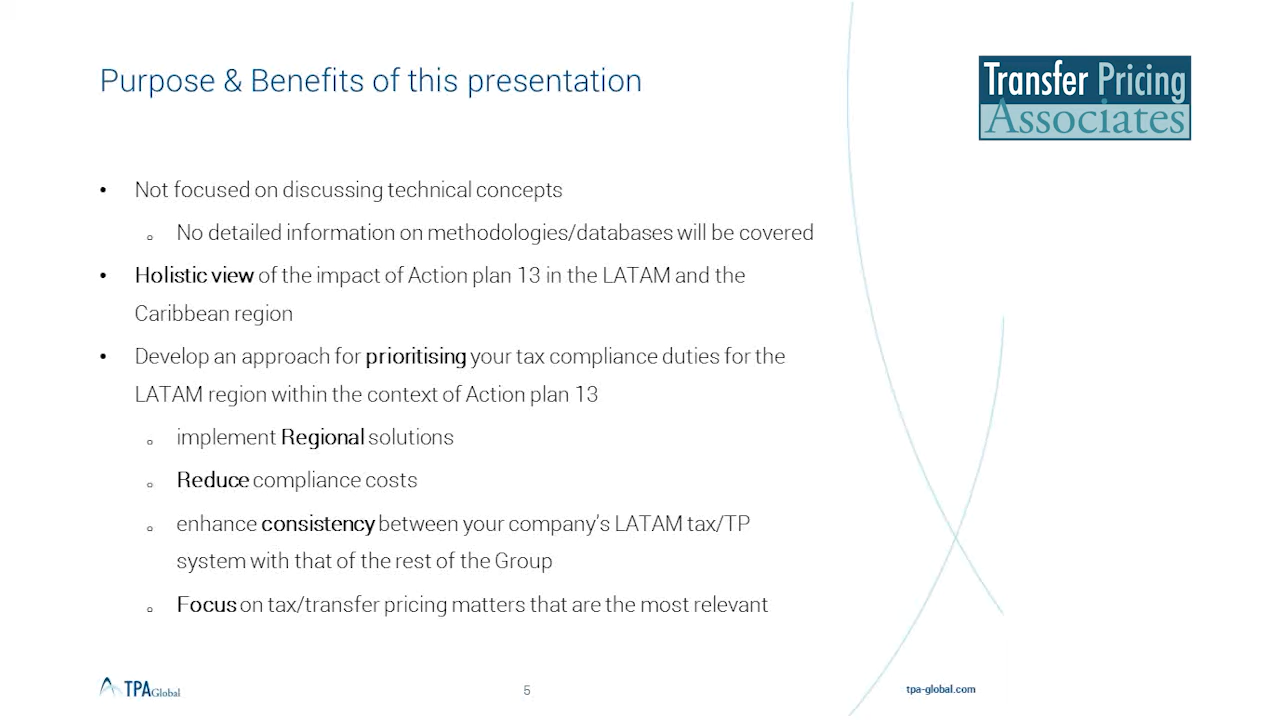 Purpose & Benefits of this presentation
Transfer Pricing
Associates
• Not focused on discussing technical concepts
o No detailed information on methodologies/databases will be covered
• Holistic view of the impact of Action plan 13 in the LATAM and the
Caribbean region
• Develop an approach for prioritising your tax compliance duties for the
LATAM region within the context of Action plan 13
o implement Regional solutions
o Reduce compliance costs
o enhance consistency between your company's LATAM tax/TP
system with that of the rest of the Group
o Focus on tax/transfer pricing matters that are the most relevant
TPA Global
5
tpa-global.com